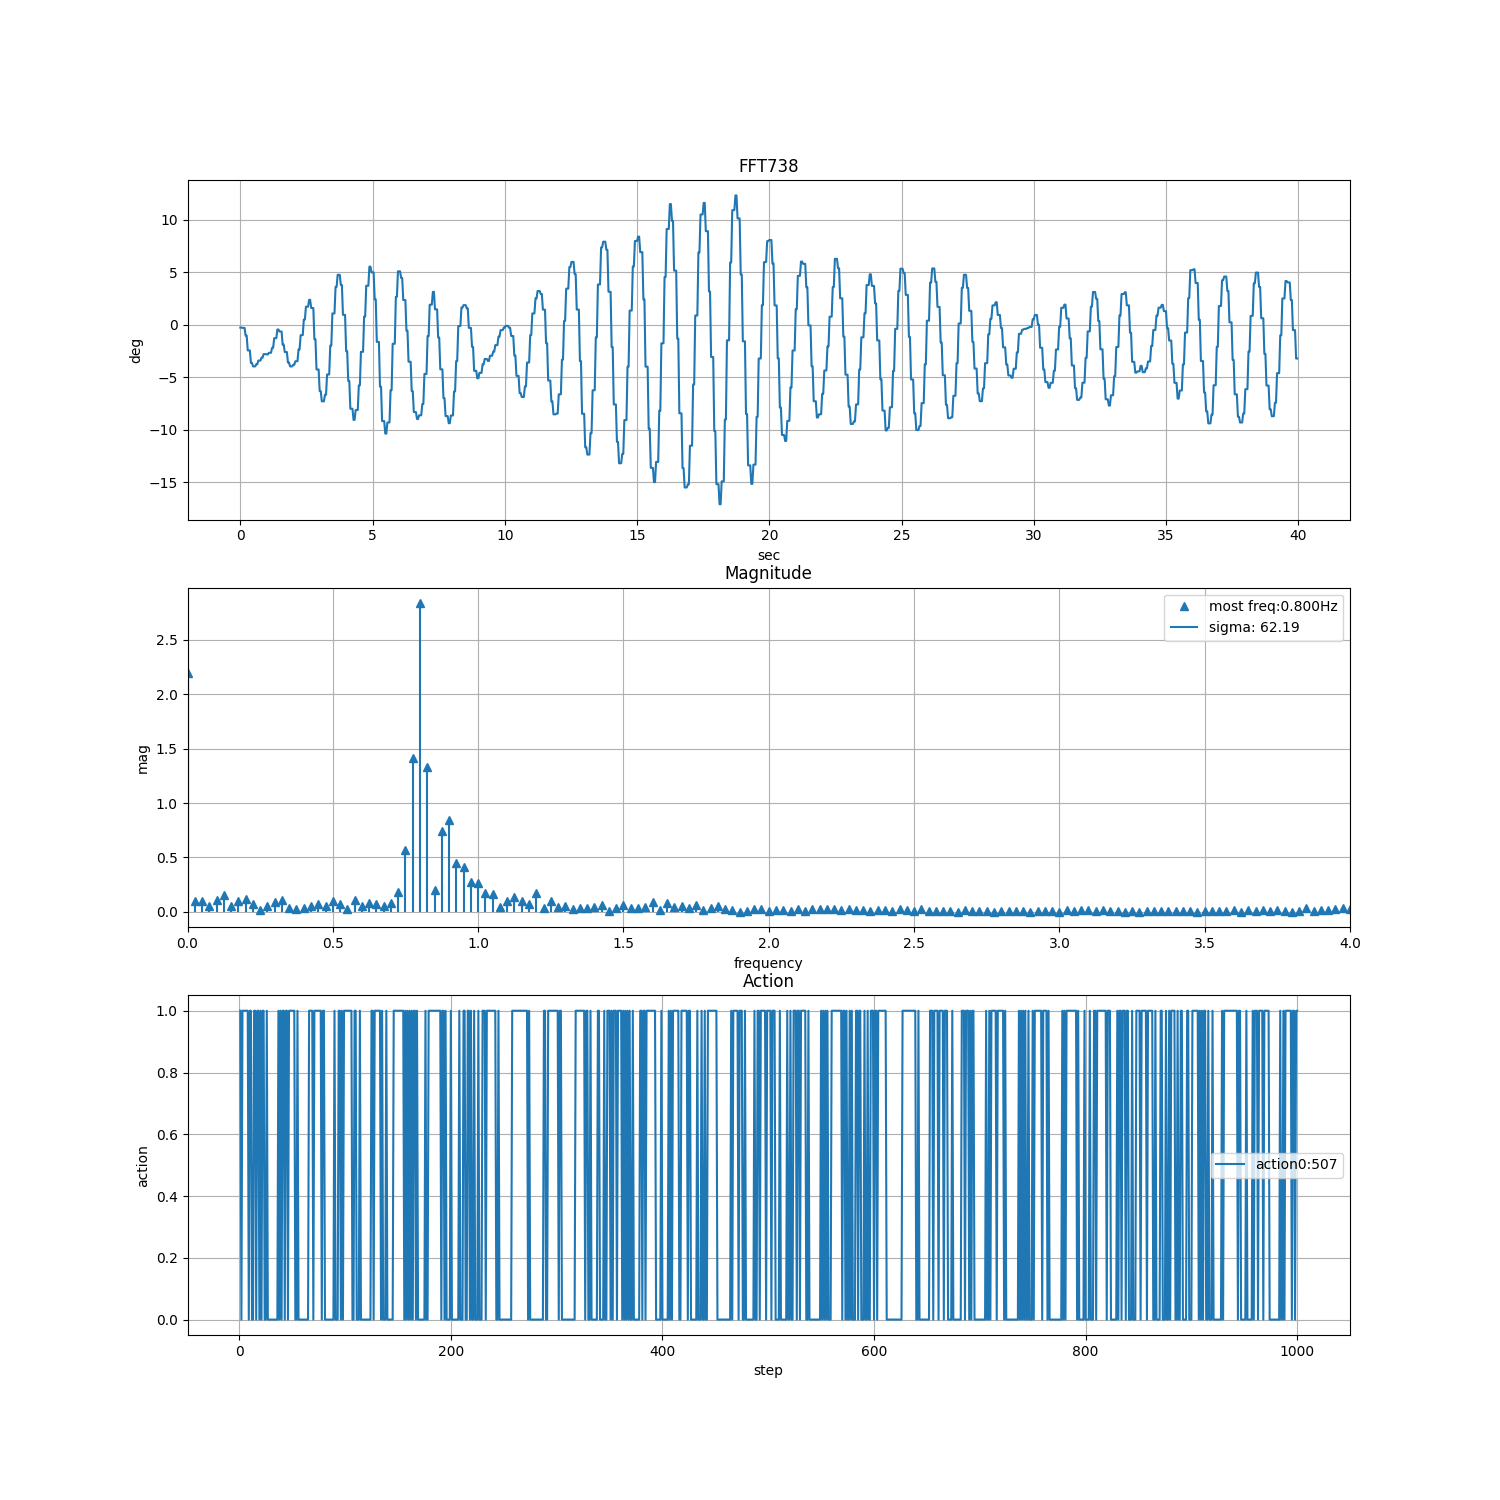 FFT738
10
5
0
−5
−10
−15
deg
0 5 10 15 20 25 30 35 40
sec
Magnitude
most freq:0.800Hz
sigma: 62.19
2.5
2.0
1.5
1.0
0.5
0.0
mag
0.0 0.5 1.0 1.5 2.0 2.5 3.0 3.5 4.0
frequency
Action
1.0
0.8
0.6
0.4
0.2
0.0
action
action0:507
0 200 400 600 800 1000
step